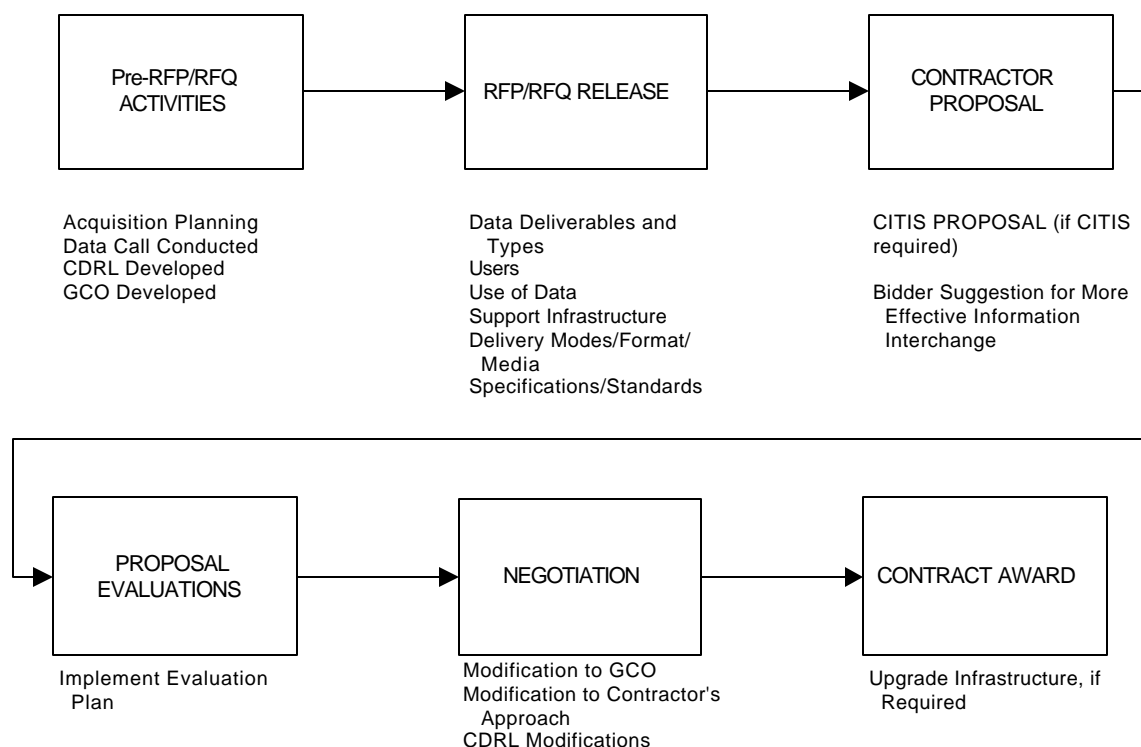 Pre-RFP/RFQ
ACTIVITIES
RFP/RFQ RELEASE
CONTRACTOR
PROPOSAL
Acquisition Planning
Data Call Conducted
CDRL Developed
GCO Developed
Data Deliverables and
Types
Users
Use of Data
Support Infrastructure
Delivery Modes/Format/
Media
Specifications/Standards
CITIS PROPOSAL (if CITIS
required)
Bidder Suggestion for More
Effective Information
Interchange
PROPOSAL
EVALUATIONS
NEGOTIATION
CONTRACT AWARD
Implement Evaluation
Plan
Modification to GCO
Modification to Contractor's
Approach
CDRL Modifications
Upgrade Infrastructure, if
Required